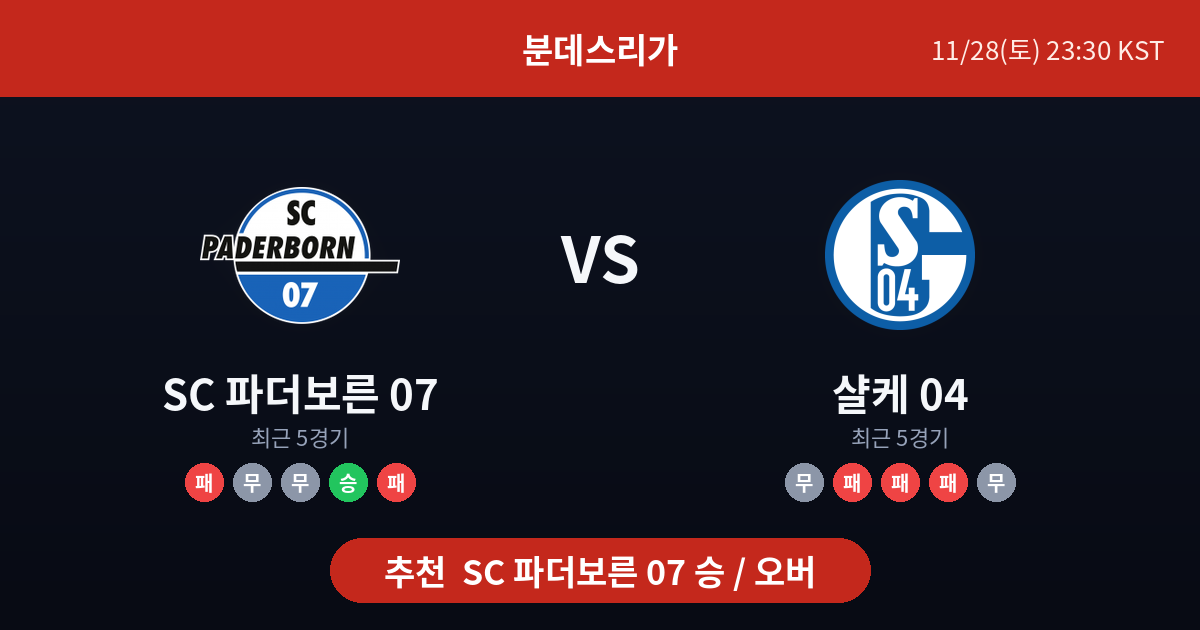 분데스리가
11/28(토) 23:30 KST
SC
PADERBORN
07
VS
S
04
SC 파더보른 07
샬케 04
최근 5경기
최근 5경기
패 무 무 승 패
무 패 패 패 무
추천 SC 파더보른 07 승 / 오버